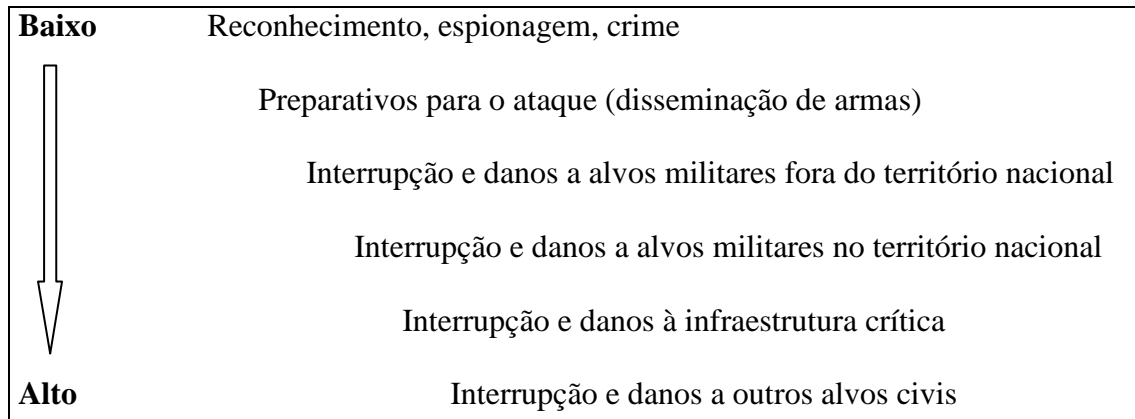 Baixo Reconhecimento, espionagem, crime
Preparativos para o ataque (disseminação de armas)
Interrupção e danos a alvos militares fora do território nacional
Interrupção e danos a alvos militares no território nacional
Interrupção e danos à infraestrutura crítica
Alto Interrupção e danos a outros alvos civis